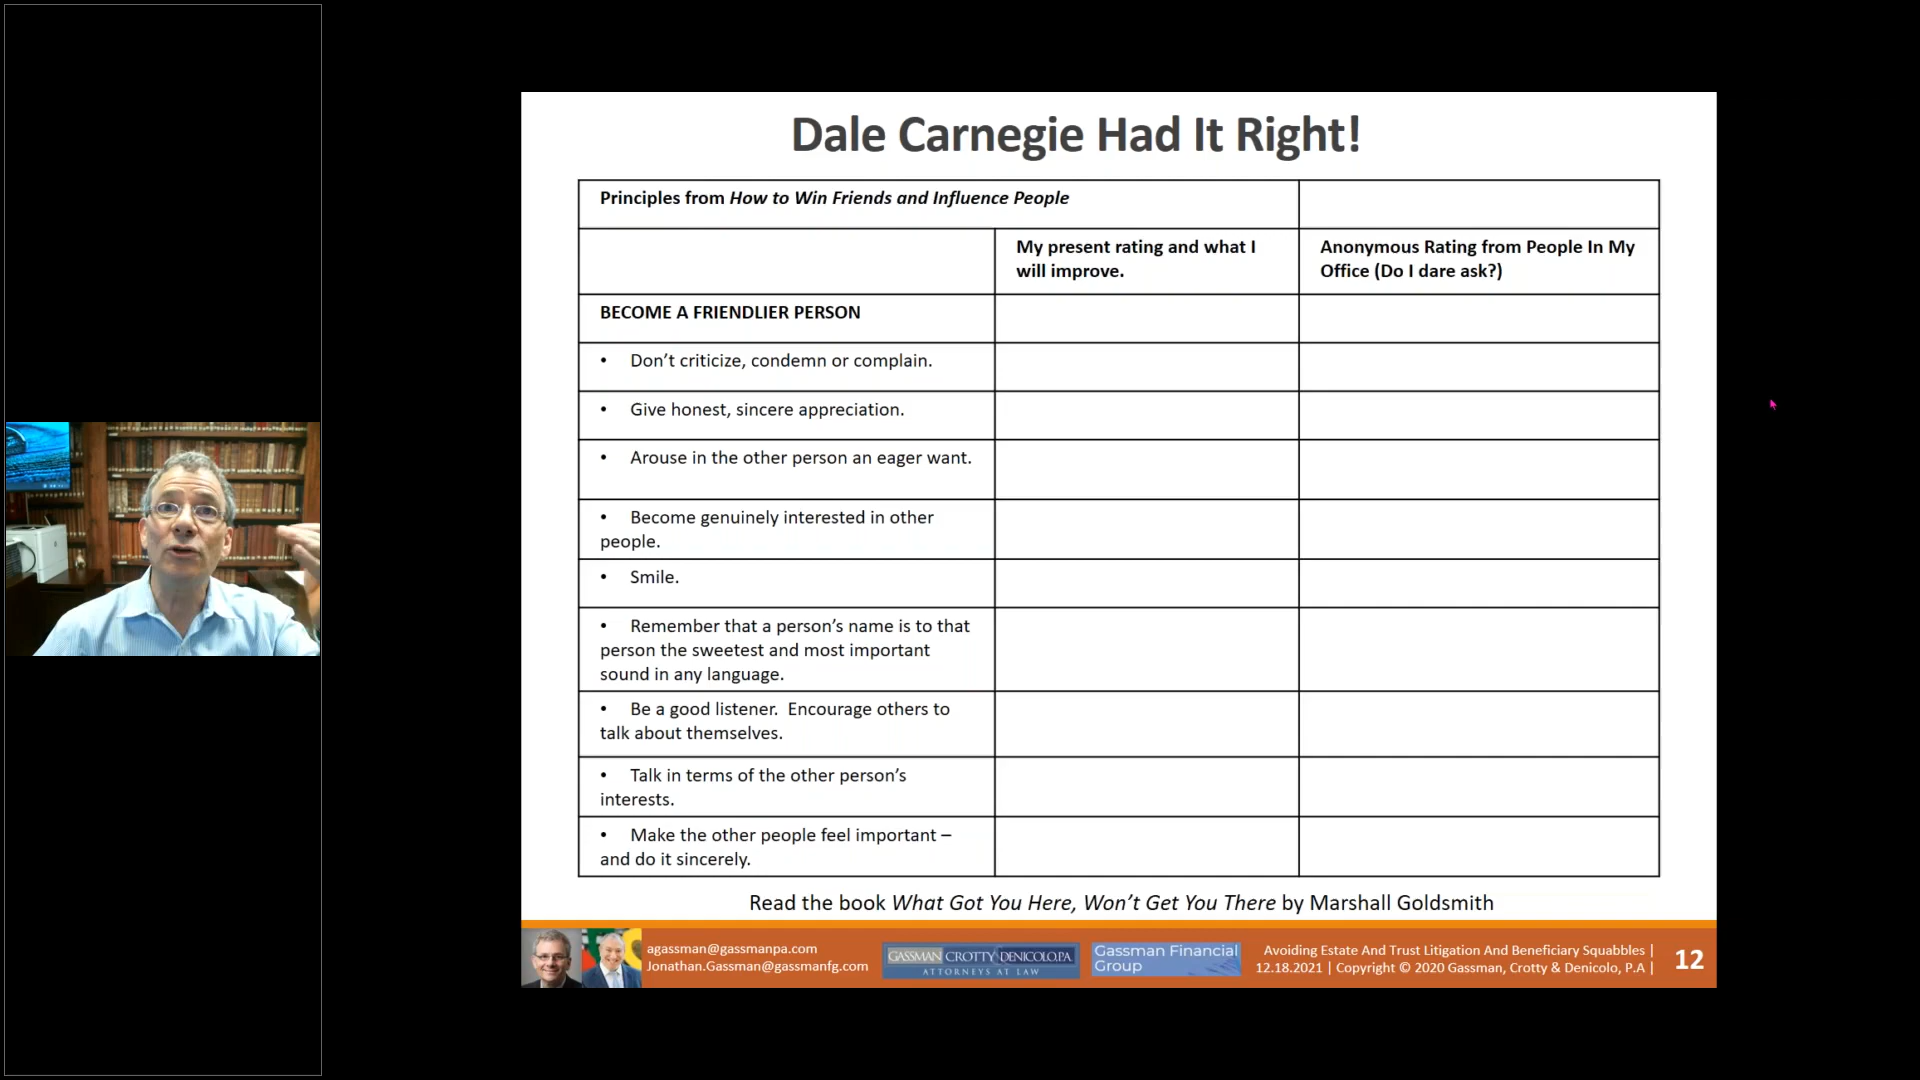 Dale Carnegie Had It Right!
Principles from How to Win Friends and Influence People
My present rating and what I
will improve.
Anonymous Rating from People In My
Office (Do I dare ask?)
BECOME A FRIENDLIER PERSON
• Don’t criticize, condemn or complain.
• Give honest, sincere appreciation.
• Arouse in the other person an eager want.
• Become genuinely interested in other
people.
• Smile.
• Remember that a person’s name is to that
person the sweetest and most important
sound in any language.
• Be a good listener.  Encourage others to
talk about themselves.
• Talk in terms of the other person’s
interests.
• Make the other people feel important –
and do it sincerely.
Read the book What Got You Here, Won’t Get You There by Marshall Goldsmith
agassman@gassmanpa.com
Jonathan.Gassman@gassmanfg.com
GASSMAN CROTTY DENICOLO, P.A.
ATTORNEYS AT LAW
Gassman Financial
Group
Avoiding Estate And Trust Litigation And Beneficiary Squabbles |
12.18.2021 | Copyright © 2020 Gassman, Crotty & Denicolo, P.A |
12